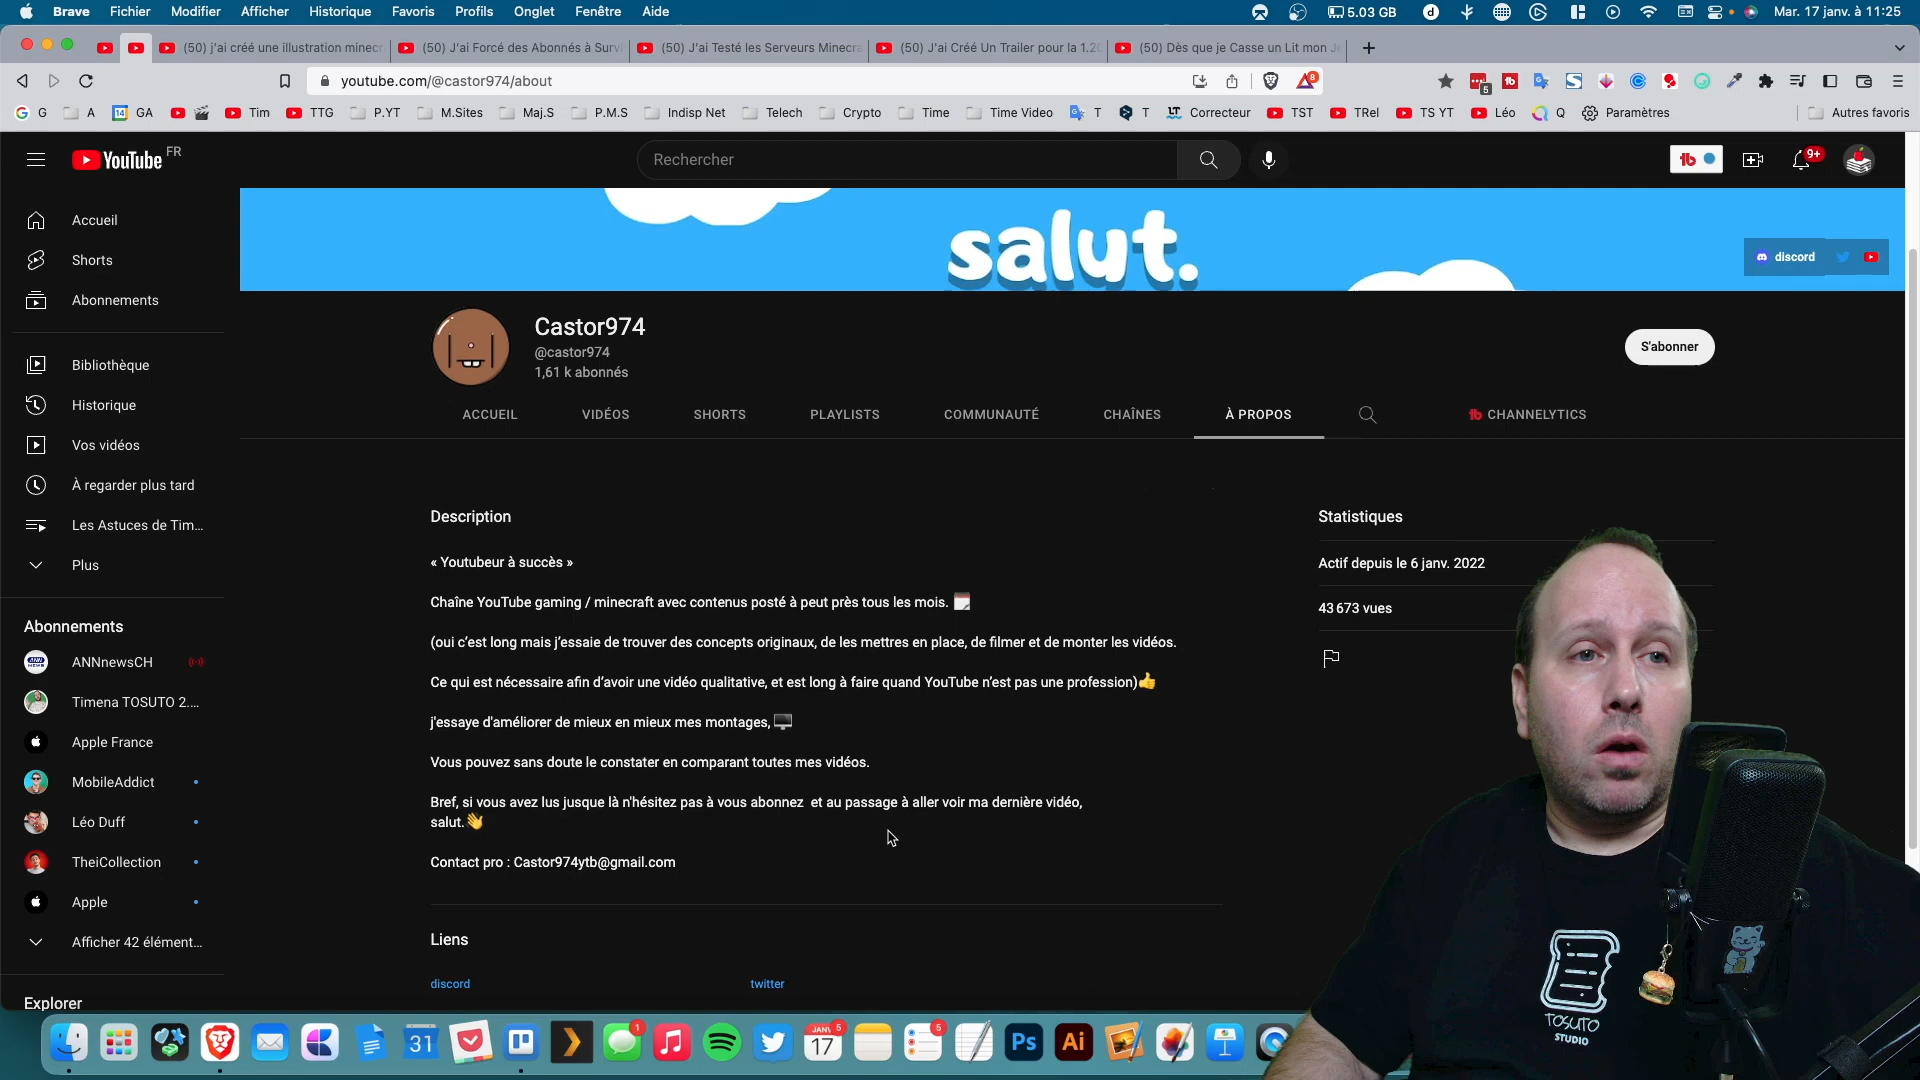 Brave Fichier Modifier Afficher Historique Favoris Profils Onglet Fenêtre Aide 5.03 GB Mar. 17 janv. à 11:25
(50) j'ai créé une illustration minecr (50) J'ai Forcé des Abonnés à Survi (50) J'ai Testé les Serveurs Minecra (50) J'ai Créé Un Trailer pour la 1.20 (50) Dès que je Casse un Lit mon Je
youtube.com/@castor974/about
G A GA Tim TTG P.YT M.Sites Maj.S P.M.S Indisp Net Telech Crypto Time Time Video T T Correcteur TST TRel TS YT Léo Q Paramètres Autres favoris
YouTube FR
Rechercher
9+
Accueil
Shorts
Abonnements
Bibliothèque
Historique
Vos vidéos
À regarder plus tard
Les Astuces de Tim...
Plus
Abonnements
ANNnewsCH
Timena TOSUTO 2....
Apple France
MobileAddict
Léo Duff
TheiCollection
Apple
Afficher 42 élément...
Explorer
salut.
discord
Castor974
@castor974
1,61 k abonnés
S'abonner
ACCUEIL VIDÉOS SHORTS PLAYLISTS COMMUNAUTÉ CHAÎNES À PROPOS CHANNELYTICS
Description
« Youtubeur à succès »
Chaîne YouTube gaming / minecraft avec contenus posté à peut près tous les mois.
(oui c'est long mais j'essaie de trouver des concepts originaux, de les mettres en place, de filmer et de monter les vidéos.
Ce qui est nécessaire afin d'avoir une vidéo qualitative, et est long à faire quand YouTube n'est pas une profession)
j'essaye d'améliorer de mieux en mieux mes montages,
Vous pouvez sans doute le constater en comparant toutes mes vidéos.
Bref, si vous avez lus jusque là n'hésitez pas à vous abonnez et au passage à aller voir ma dernière vidéo,
salut.
Contact pro : Castor974ytb@gmail.com
Liens
discord twitter
Statistiques
Actif depuis le 6 janv. 2022
43 673 vues
TOSUTO
STUDIO
31 JANV. 5 17 5 1 Ps Ai